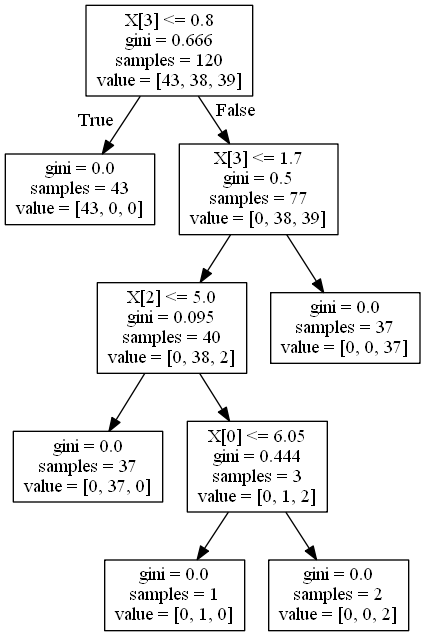 X[3] <= 0.8
gini = 0.666
samples = 120
value = [43, 38, 39]
True
False
gini = 0.0
samples = 43
value = [43, 0, 0]
X[3] <= 1.7
gini = 0.5
samples = 77
value = [0, 38, 39]
X[2] <= 5.0
gini = 0.095
samples = 40
value = [0, 38, 2]
gini = 0.0
samples = 37
value = [0, 0, 37]
gini = 0.0
samples = 37
value = [0, 37, 0]
X[0] <= 6.05
gini = 0.444
samples = 3
value = [0, 1, 2]
gini = 0.0
samples = 1
value = [0, 1, 0]
gini = 0.0
samples = 2
value = [0, 0, 2]